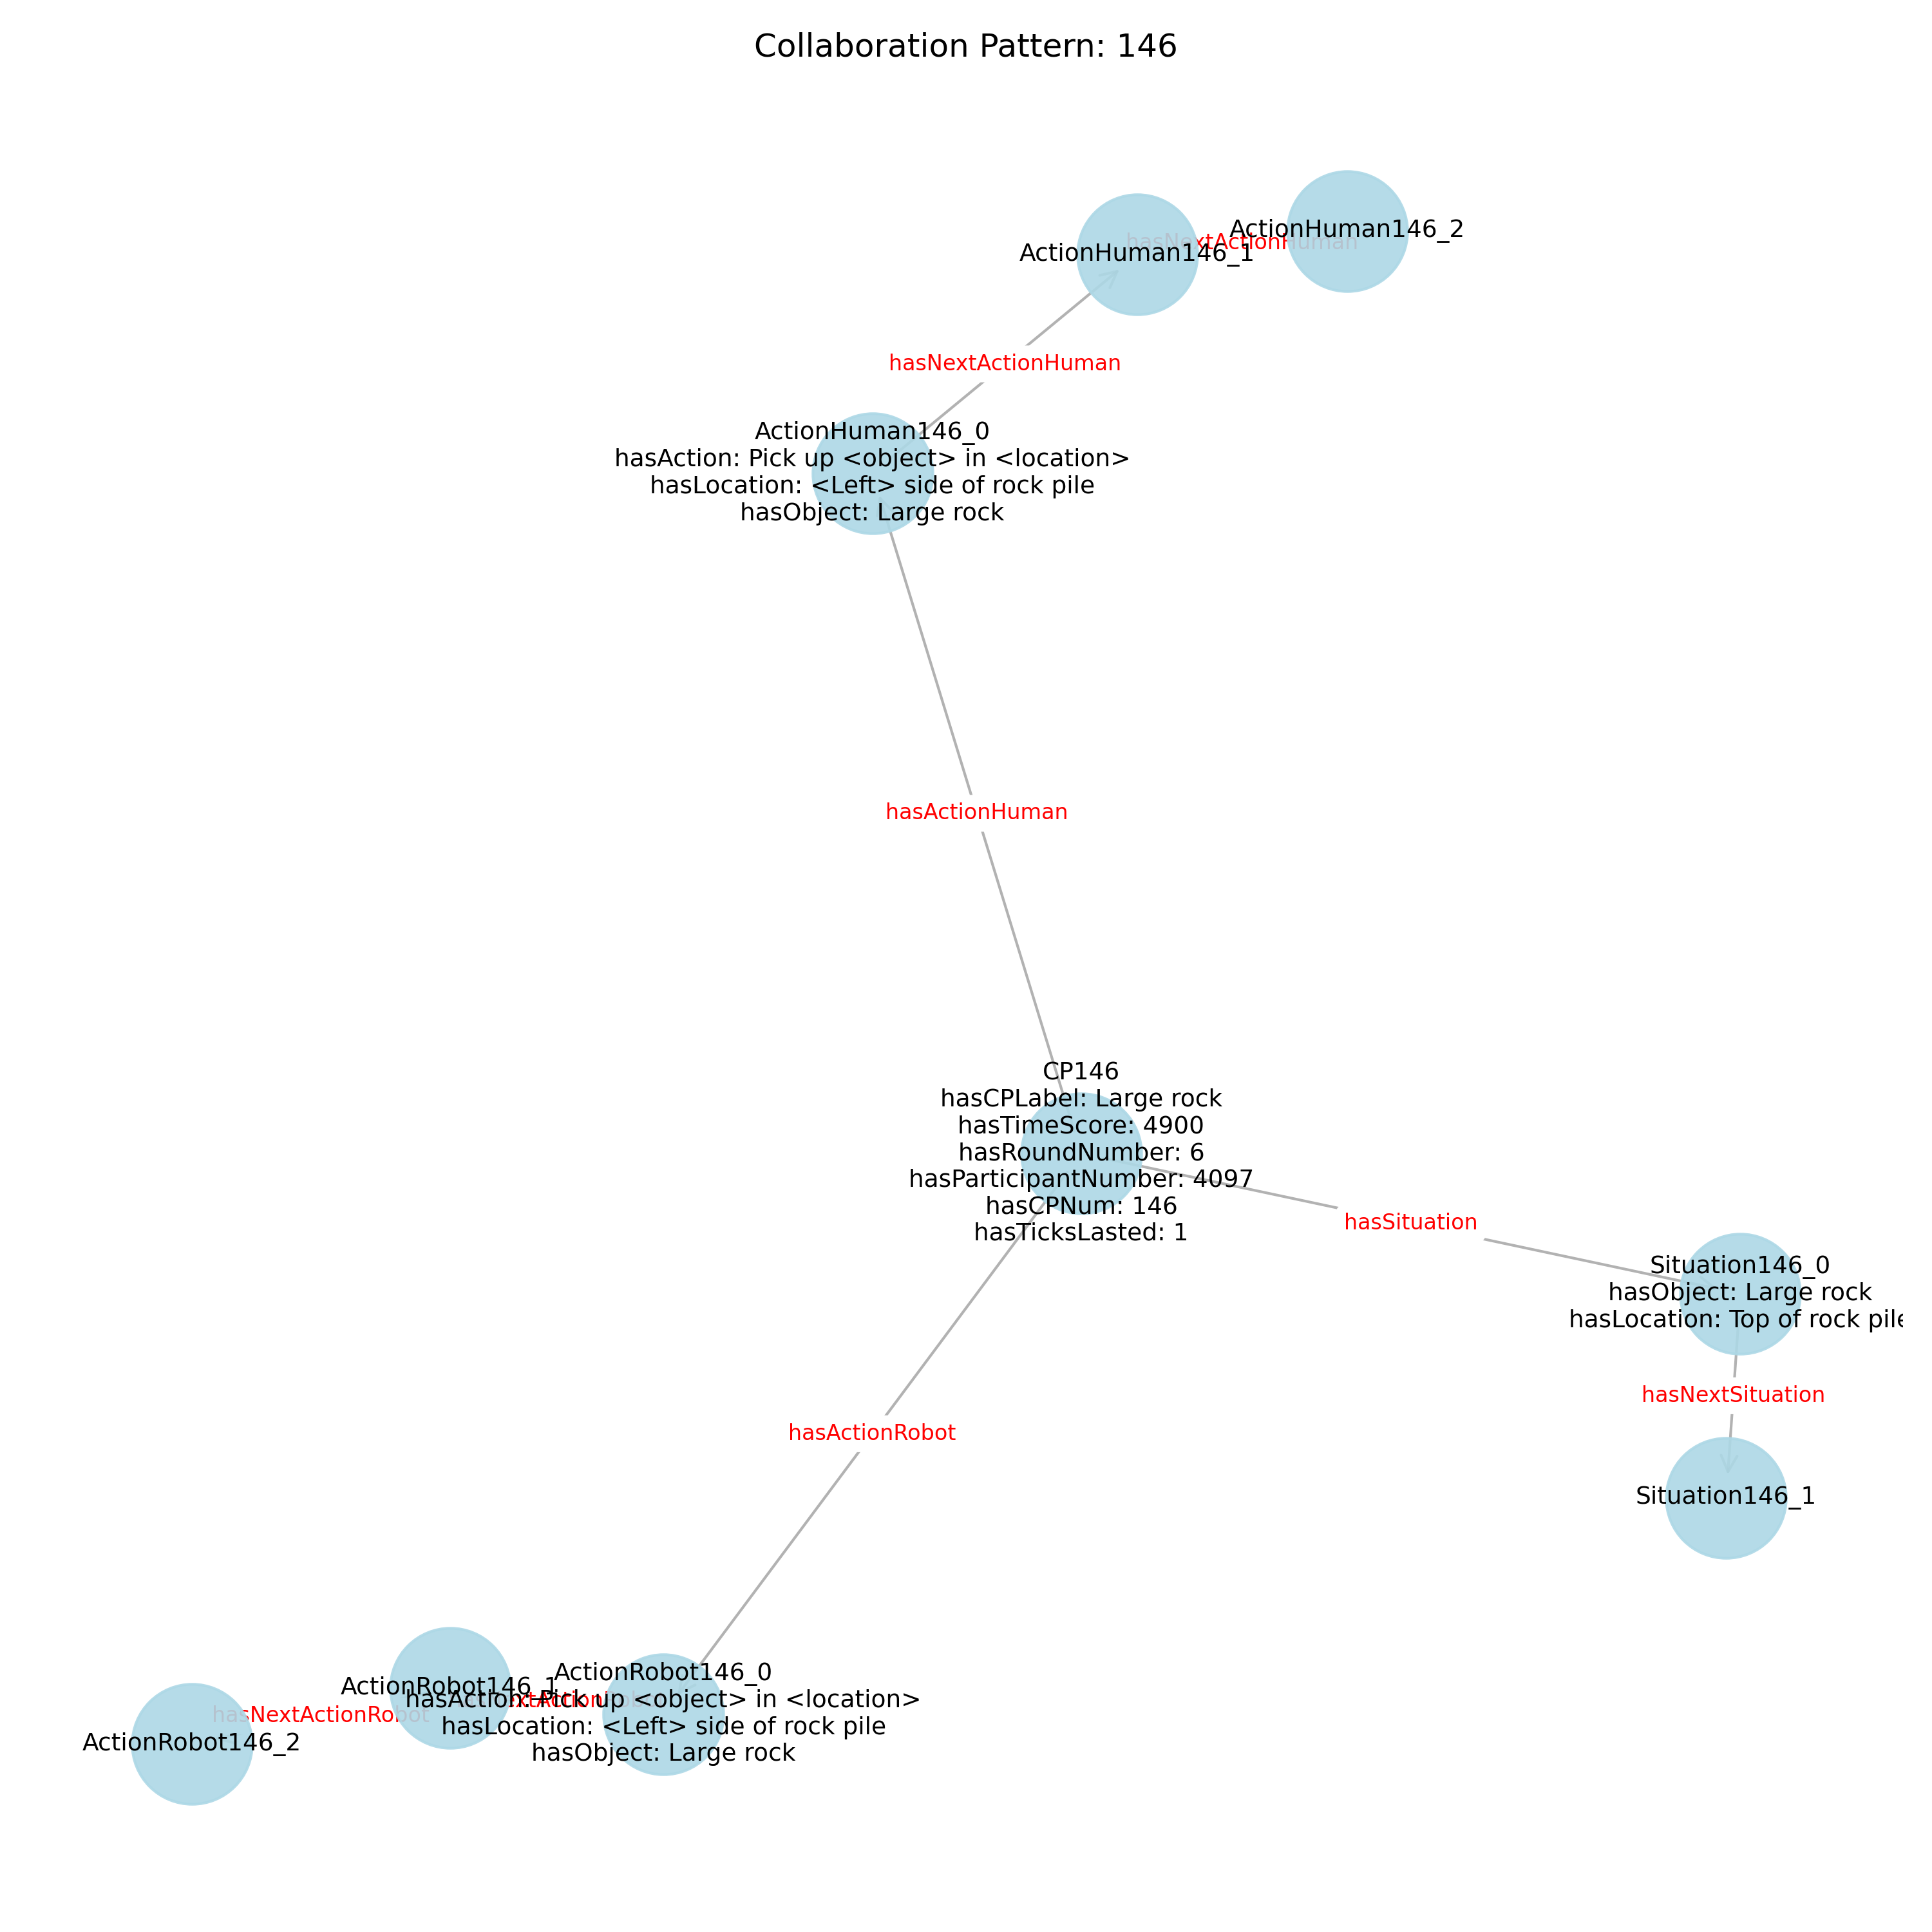 Collaboration Pattern: 146
ActionHuman146_2
hasNextActionHuman
ActionHuman146_1
hasNextActionHuman
ActionHuman146_0
hasAction: Pick up <object> in <location>
hasLocation: <Left> side of rock pile
hasObject: Large rock
hasActionHuman
CP146
hasCPLabel: Large rock
hasTimeScore: 4900
hasRoundNumber: 6
hasParticipantNumber: 4097
hasCPNum: 146
hasTicksLasted: 1
hasSituation
Situation146_0
hasObject: Large rock
hasLocation: Top of rock pile
hasNextSituation
Situation146_1
hasActionRobot
ActionRobot146_0
hasAction: Pick up <object> in <location>
hasLocation: <Left> side of rock pile
hasObject: Large rock
ActionRobot146_1
hasNextActionRobot
ActionRobot146_2